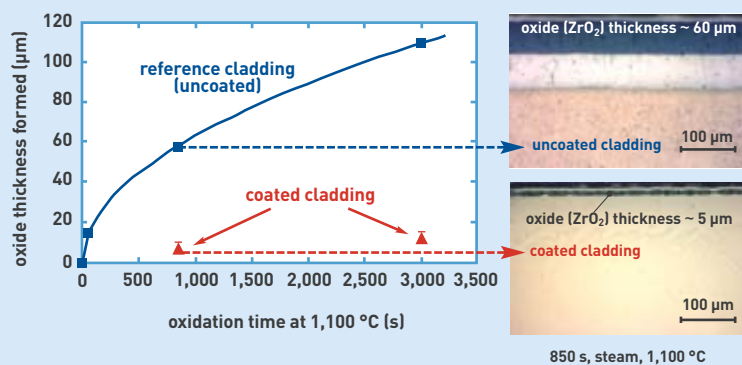 oxide thickness formed (µm)
120
100
80
60
40
20
0
0
500
1,000
1,500
2,000
2,500
3,000
3,500
oxidation time at 1,100 °C (s)
reference cladding
(uncoated)
coated cladding
oxide (ZrO₂) thickness ~ 60 µm
uncoated cladding
100 µm
oxide (ZrO₂) thickness ~ 5 µm
coated cladding
100 µm
850 s, steam, 1,100 °C